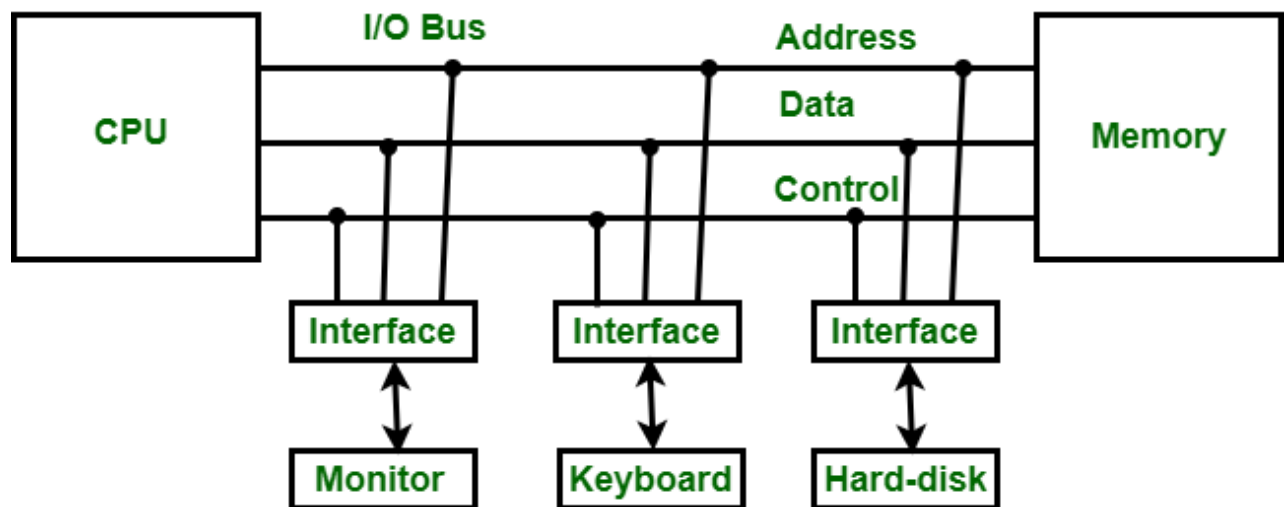 I/O Bus
Address
CPU
Data
Memory
Control
Interface
Interface
Interface
Monitor
Keyboard
Hard-disk